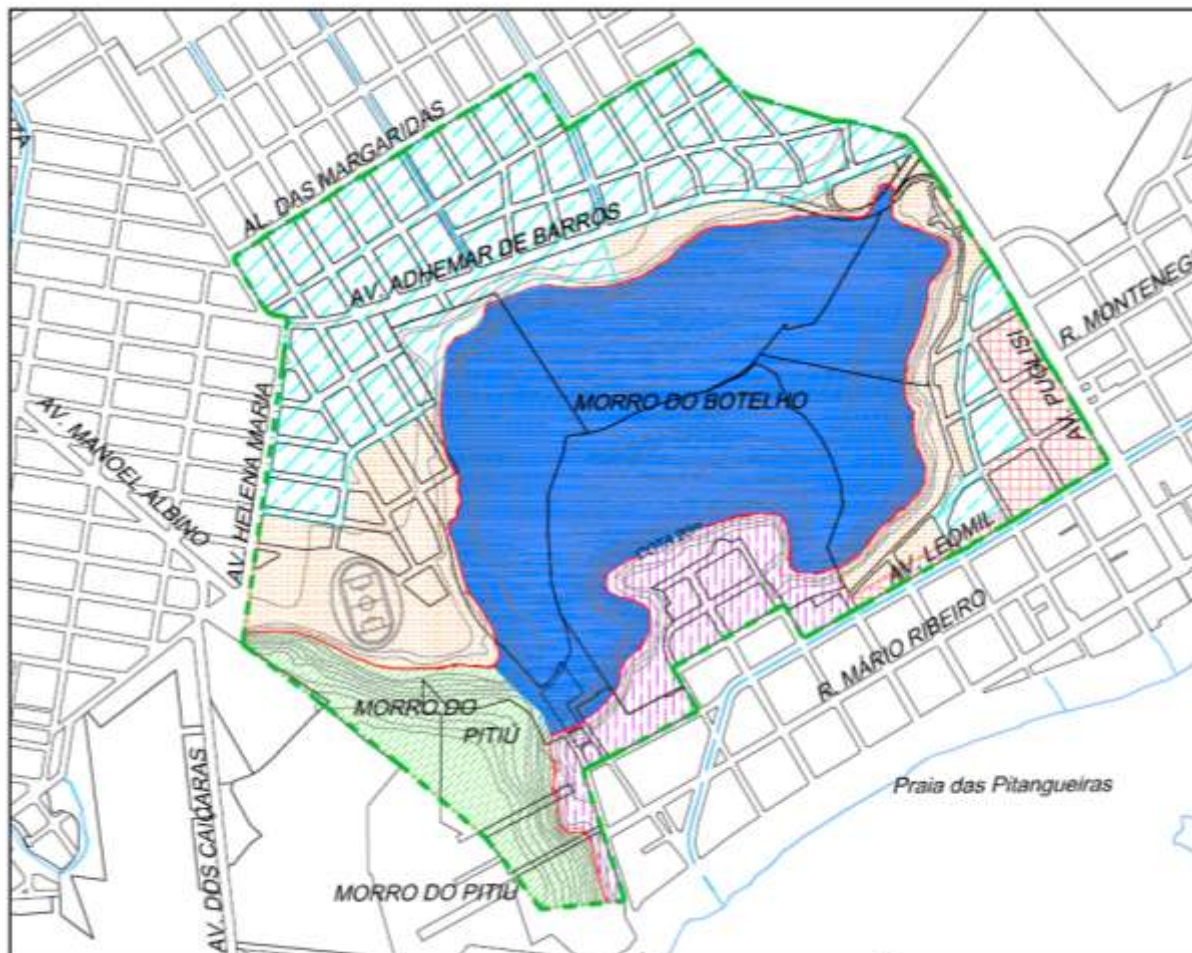 AL. DAS MARGARIDAS
AV. ADHEMAR DE BARROS
R. MONTENEG
AV. PUGLISI
MORRO DO BOTELHO
AV. HELENA MARIA
AV. MANOEL ALBINO
AV. LEOMIL
R. MÁRIO RIBEIRO
MORRO DO
PITIÚ
AV. DOS CAIÇARAS
Praia das Pitangueiras
MORRO DO PITIÚ